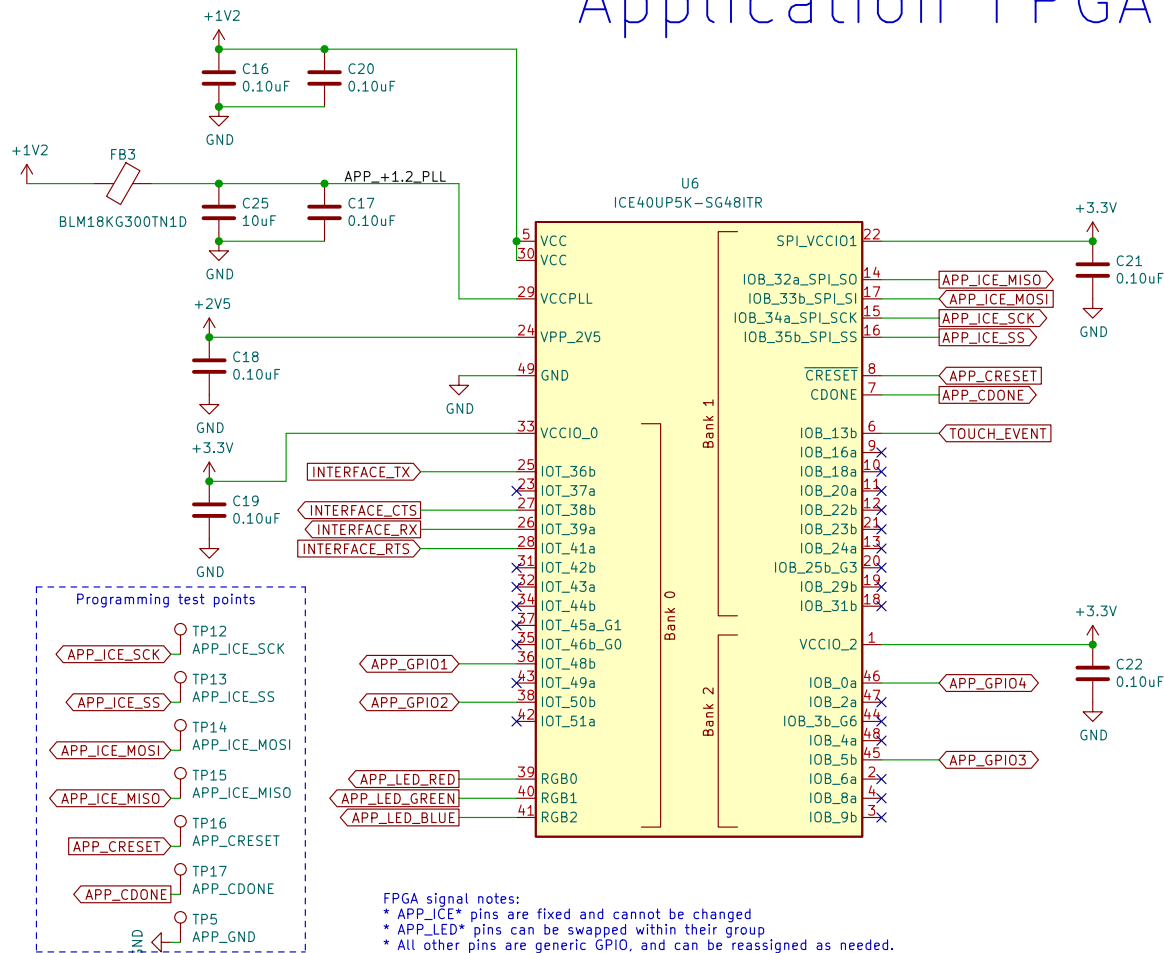 Application FPGA
+1V2
C16
0.10uF
C20
0.10uF
GND
+1V2
FB3
BLM18KG300TN1D
APP_+1.2_PLL
C25
10uF
C17
0.10uF
GND
+2V5
C18
0.10uF
GND
GND
+3.3V
C19
0.10uF
GND
U6
ICE40UP5K-SG48ITR
5 VCC
30 VCC
29 VCCPLL
24 VPP_2V5
49 GND
33 VCCIO_0
INTERFACE_TX 25 IOT_36b
23 IOT_37a
INTERFACE_CTS 27 IOT_38b
INTERFACE_RX 26 IOT_39a
INTERFACE_RTS 28 IOT_41a
31 IOT_42b
32 IOT_43a
34 IOT_44b
37 IOT_45a_G1
35 IOT_46b_G0
APP_GPIO1 36 IOT_48b
43 IOT_49a
APP_GPIO2 38 IOT_50b
42 IOT_51a
APP_LED_RED 39 RGB0
APP_LED_GREEN 40 RGB1
APP_LED_BLUE 41 RGB2
Bank 0
Bank 1
Bank 2
SPI_VCCIO1 22
IOB_32a_SPI_SO 14 APP_ICE_MISO
IOB_33b_SPI_SI 17 APP_ICE_MOSI
IOB_34a_SPI_SCK 15 APP_ICE_SCK
IOB_35b_SPI_SS 16 APP_ICE_SS
CRESET 8 APP_CRESET
CDONE 7 APP_CDONE
IOB_13b 6 TOUCH_EVENT
IOB_16a 9
IOB_18a 10
IOB_20a 11
IOB_22b 12
IOB_23b 21
IOB_24a 13
IOB_25b_G3 20
IOB_29b 19
IOB_31b 18
VCCIO_2 1
IOB_0a 46 APP_GPIO4
IOB_2a 47
IOB_3b_G6 44
IOB_4a 48
IOB_5b 45 APP_GPIO3
IOB_6a 2
IOB_8a 4
IOB_9b 3
+3.3V
C21
0.10uF
GND
+3.3V
C22
0.10uF
GND
Programming test points
TP12
APP_ICE_SCK
APP_ICE_SCK
TP13
APP_ICE_SS
APP_ICE_SS
TP14
APP_ICE_MOSI
APP_ICE_MOSI
TP15
APP_ICE_MISO
APP_ICE_MISO
TP16
APP_CRESET
APP_CRESET
TP17
APP_CDONE
APP_CDONE
TP5
APP_GND
GND
FPGA signal notes:
* APP_ICE* pins are fixed and cannot be changed
* APP_LED* pins can be swapped within their group
* All other pins are generic GPIO, and can be reassigned as needed.